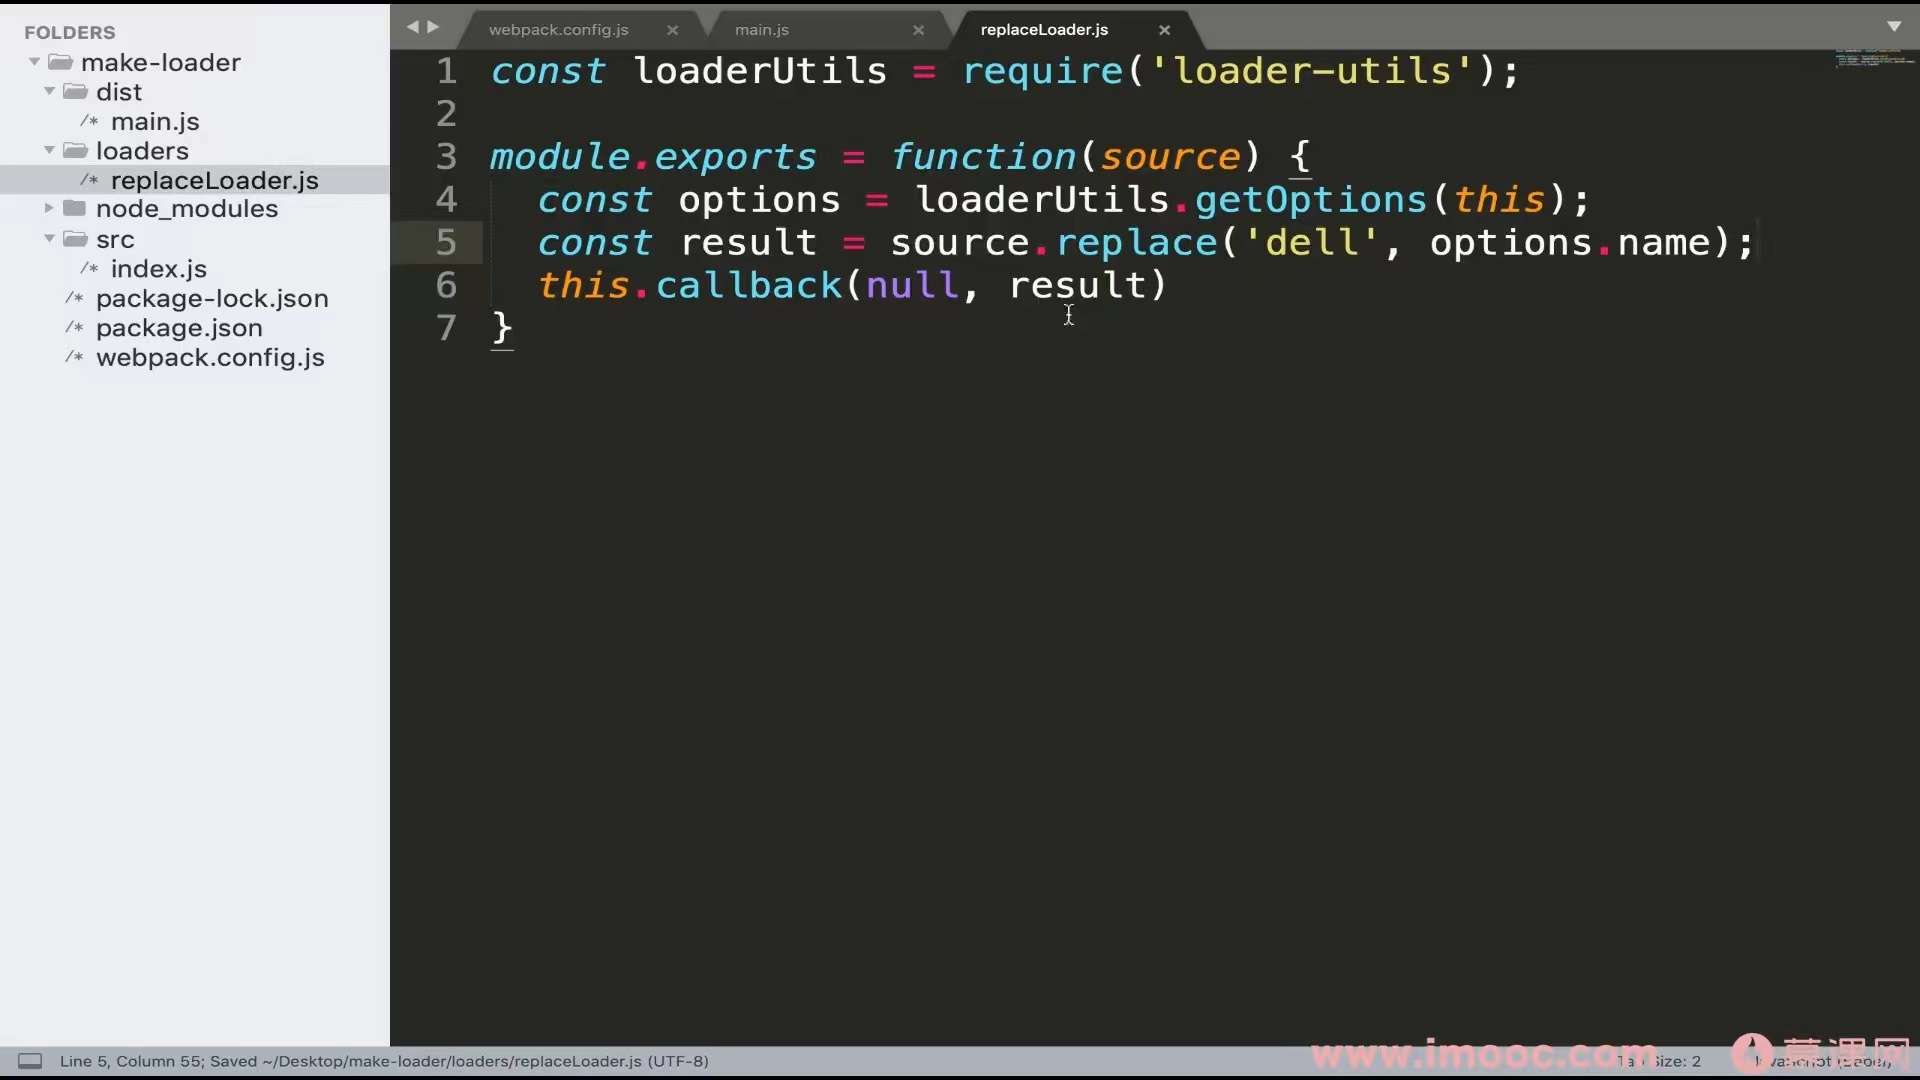 FOLDERS
make-loader
dist
/* main.js
loaders
/* replaceLoader.js
node_modules
src
/* index.js
/* package-lock.json
/* package.json
/* webpack.config.js
webpack.config.js × main.js × replaceLoader.js ×
1 const loaderUtils = require('loader-utils');
2
3 module.exports = function(source) {
4 const options = loaderUtils.getOptions(this);
5 const result = source.replace('dell', options.name);
6 this.callback(null, result)
7 }
Line 5, Column 55; Saved ~/Desktop/make-loader/loaders/replaceLoader.js (UTF-8)
www.imooc.com
Tab Size: 2
慕课网